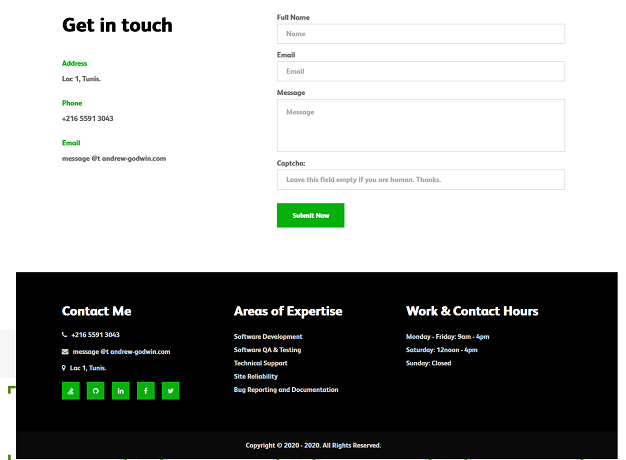 Get in touch
Address
Lac 1, Tunis.
Phone
+216 5591 3043
Email
message @t andrew-godwin.com
Full Name
Name
Email
Email
Message
Message
Captcha:
Leave this field empty if you are human. Thanks.
Submit Now
Contact Me
+216 5591 3043
message @t andrew-godwin.com
Lac 1, Tunis.
Areas of Expertise
Software Development
Software QA & Testing
Technical Support
Site Reliability
Bug Reporting and Documentation
Work & Contact Hours
Monday - Friday: 9am - 4pm
Saturday: 12noon - 4pm
Sunday: Closed
Copyright © 2020 - 2020. All Rights Reserved.